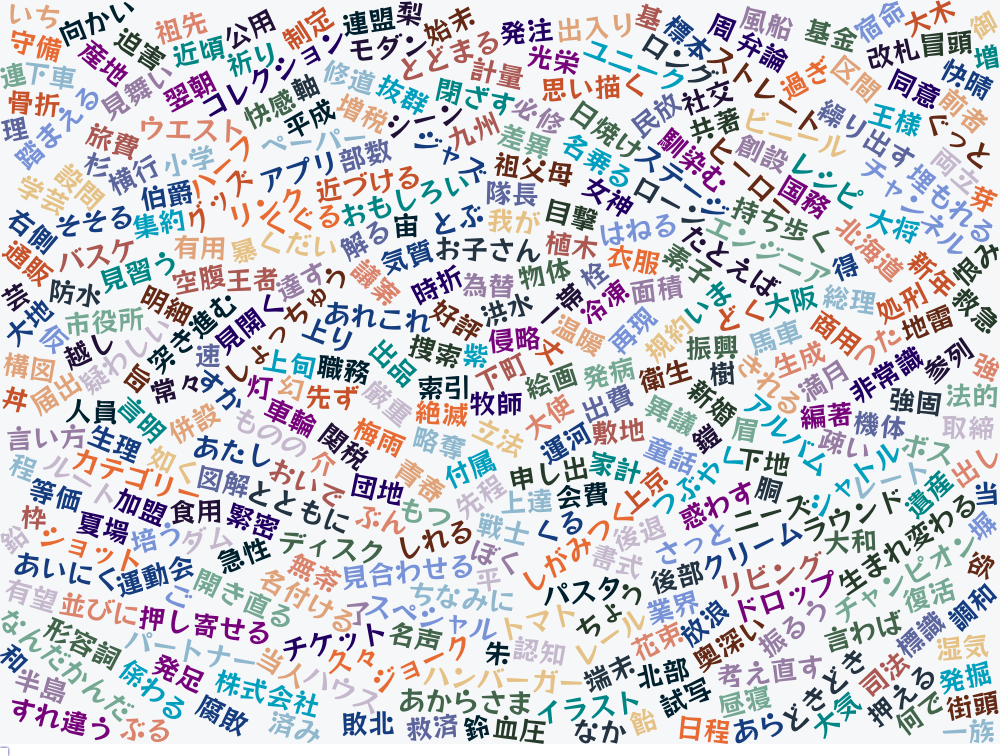 いち
向かい
祖先
公用
制定
連盟
梨
始末
発注
出入り
基
標本
周
風船
弁論
基金
宿命
大木
御
守備
産地
迫害
近頃
祈り
コレクション
モダン
とどまる
光栄
ユニーク
ロング
ストレート
過ぎ
区間
改札
冒頭
増
連
下車
見舞い
翌朝
快感
軸
修道
抜群
計量
閉ざす
思い描く
社交
同意
快晴
骨折
まえる
平成
増税
シーン
必修
日焼け
民放
共著
ビニール
繰り出す
王様
前者
ぐっと
理
旅費
ウエスト
ペーパー
九州
差異
名乗る
ステージ
馴染む
ヒーロー
創設
レシピ
チャンネル
両立
埋もれる
芽
踏
杉
横行
小学
ハーフ
アプリ
部数
ジャズ
祖父母
女神
ローン
国務
学芸
設問
伯爵
グッズ
リンク
近づける
おもしろい
隊長
目撃
はねる
持ち歩く
大将
右側
そそる
集約
くぐる
宙
とぶ
我が
植木
衣服
素子
たとえば
エンジニア
北海道
恨み
通販
バスケ
有用
暴くだい
解る
気質
お子さん
物体
栓
得
新年
芸
見習う
空腹
王者
達す
議案
時折
為替
一帯
冷凍
面積
いまどく
大阪
総理
処刑
救急
大地
防水
明細
しょっちゅう
あれこれ
好評
洪水
侵略
温暖
再現
規約
商用
地雷
仮
市役所
突き進む
見開く
上り
捜索
紫
丈
振興
馬車
った
越し
疑わしい
速
上旬
職務
出品
下町
絵画
発病
衛生
樹
される
生成
満月
非常識
参列
強
構図
旨
常々
すか
灯
幻
先ず
厳重
索引
牧師
大使
出費
異議
新婚
アルバム
編著
機体
強固
法的
丼
届出
人員
言明
併設
ものの
車輪
関税
梅雨
絶滅
略奪
立法
運河
敷地
鎧
眉
疎い
ボス
取締
言い方
生理
あたし
おいで
介
青春
付属
申し出
家計
童話
つぶやく
下地
シャトル
レート
出し
程
ルート
カテゴリー
如く
図解
とともに
団地
もつ
先程
上達
会費
上京
惑わす
胴
ニーズ
遺産
当
等価
加盟
食用
緊密
ぶん
戦士
くる
しがみつく
後退
さっと
ラウンド
生まれ変わる
塚
枠
夏場
培う
ダム
ディスク
しれる
ぼく
書式
クリーム
大和
鉛
ショット
急性
無茶
見合わせる
平
パスタ
後部
リビング
チャンピオン
欲
あいにく
運動会
ご
開き直る
名付ける
ちなみに
ちょう
業界
放浪
ドロップ
復活
調和
有望
並びに
押し寄せる
了
スペシャル
トマト
レール
花束
奥深い
振るう
言わば
標識
なんだかんだ
形容詞
パートナー
チケット
名声
朱
認知
湿気
和
係わる
発足
当人
久々
ジョーク
ハンバーガー
端末
北部
考え直す
どきどき
司法
発掘
半島
株式会社
ハウス
あからさま
イラスト
試写
昼寝
大気
押える
何で
街頭
すれ違う
ぶる
腐敗
済み
敗北
救済
鈴
血圧
なか
飴
日程
あら
一族